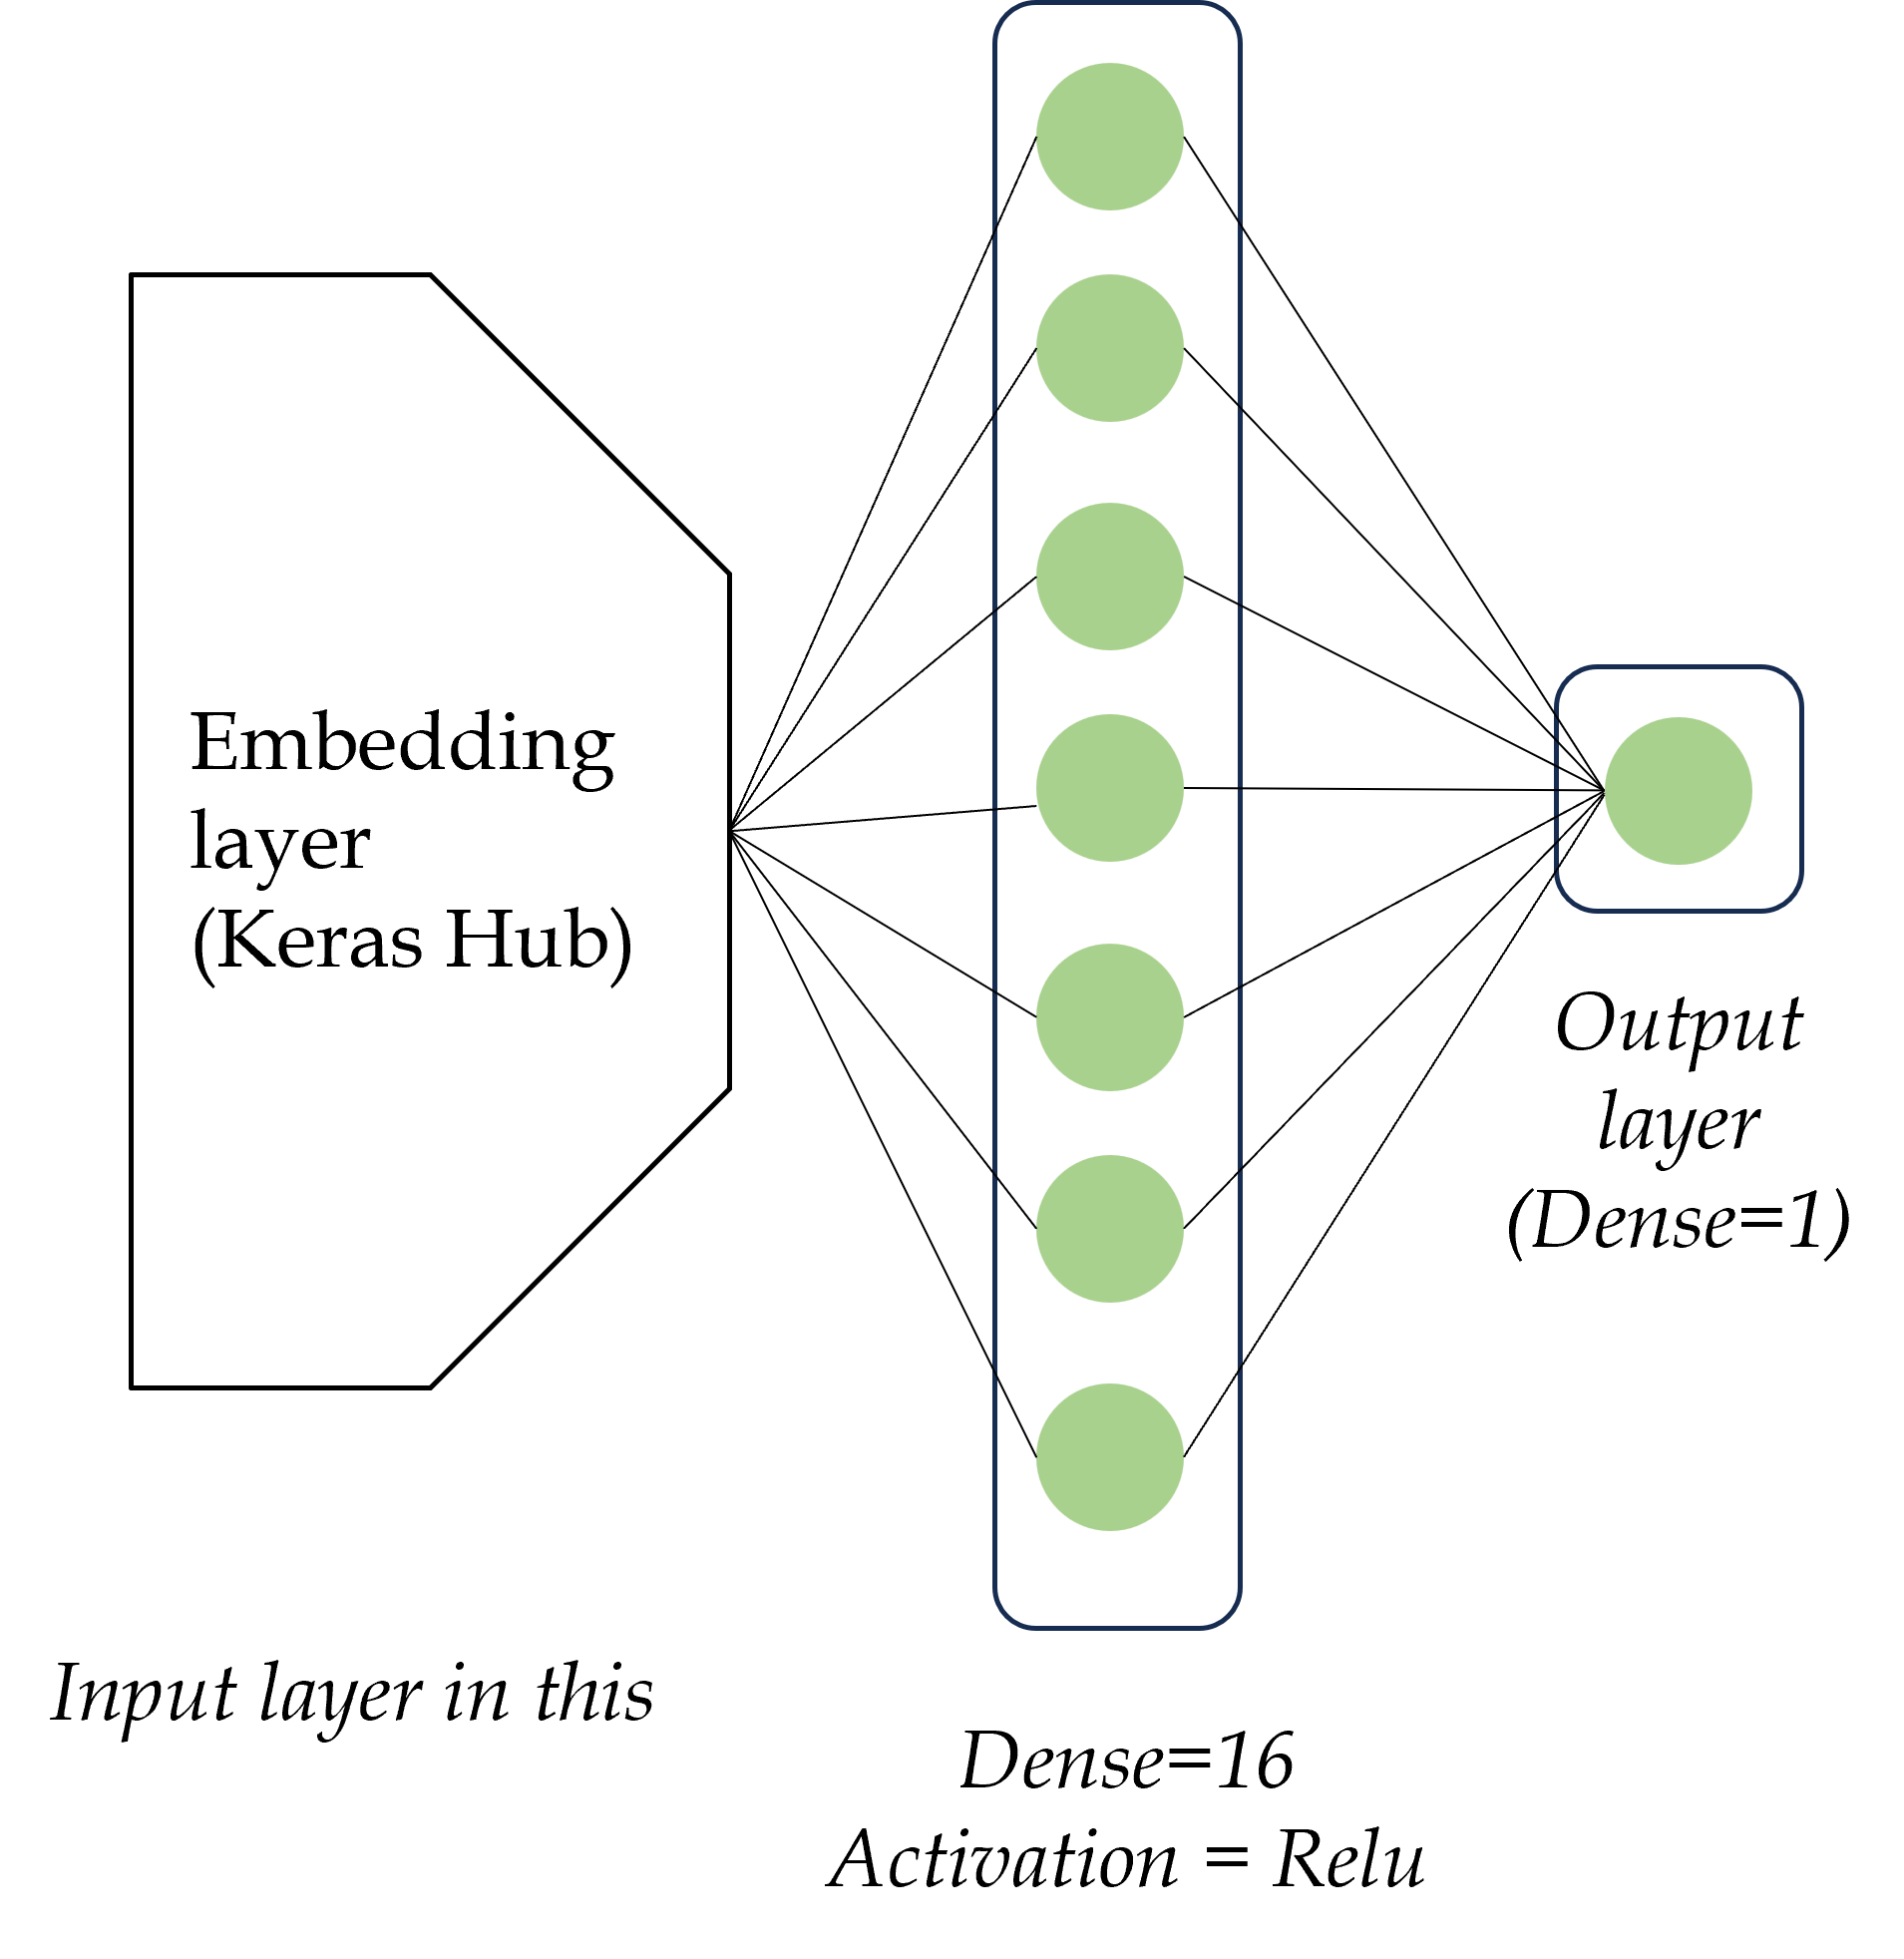 Embedding
layer
(Keras Hub)
Output
layer
(Dense=1)
Input layer in this
Dense=16
Activation = Relu